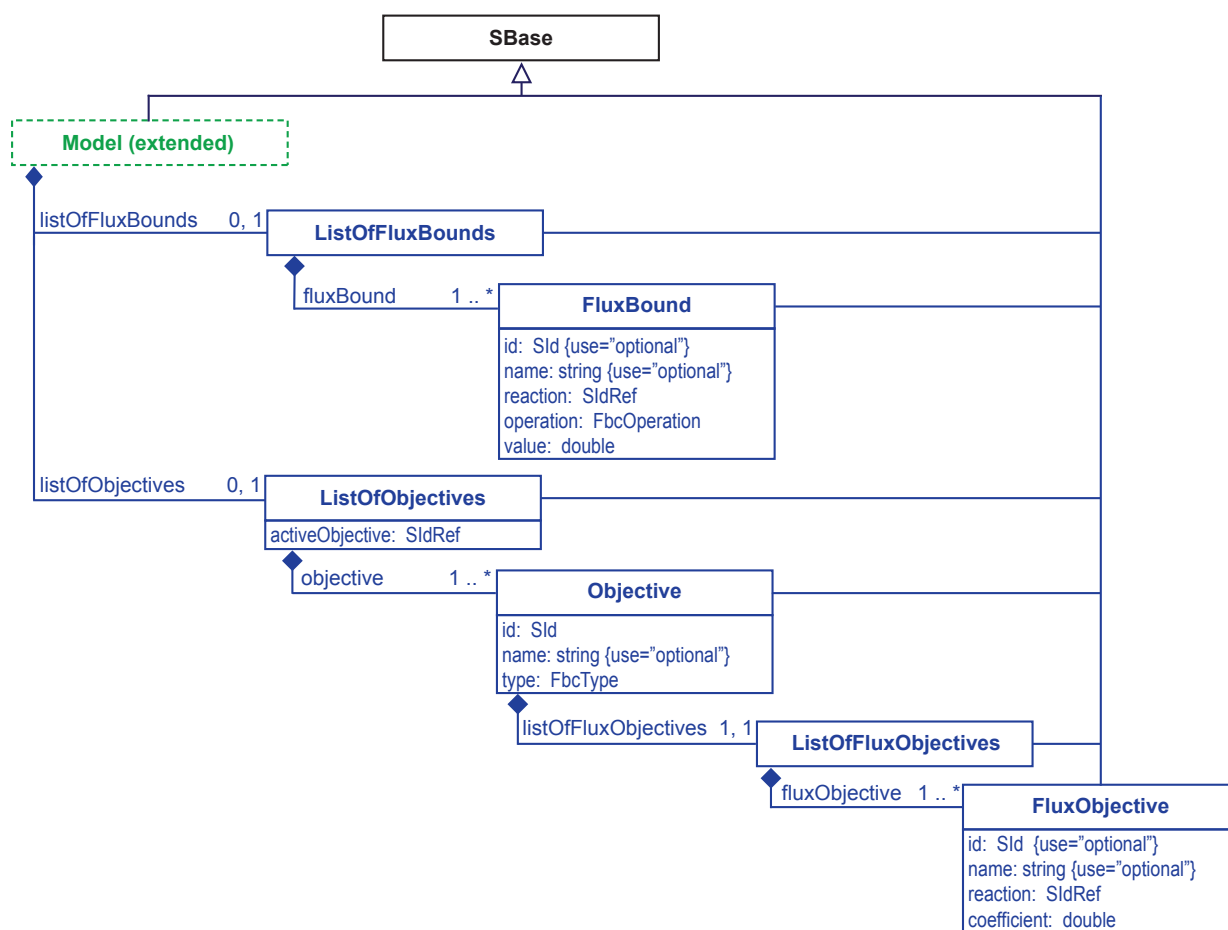 SBase
Model (extended)
listOfFluxBounds 0, 1
ListOfFluxBounds
fluxBound 1 .. *
FluxBound
id: SId {use=”optional”}
name: string {use=”optional”}
reaction: SIdRef
operation: FbcOperation
value: double
listOfObjectives 0, 1
ListOfObjectives
activeObjective: SIdRef
objective 1 .. *
Objective
id: SId
name: string {use=”optional”}
type: FbcType
listOfFluxObjectives 1, 1
ListOfFluxObjectives
fluxObjective 1 .. *
FluxObjective
id: SId {use=”optional”}
name: string {use=”optional”}
reaction: SIdRef
coefficient: double